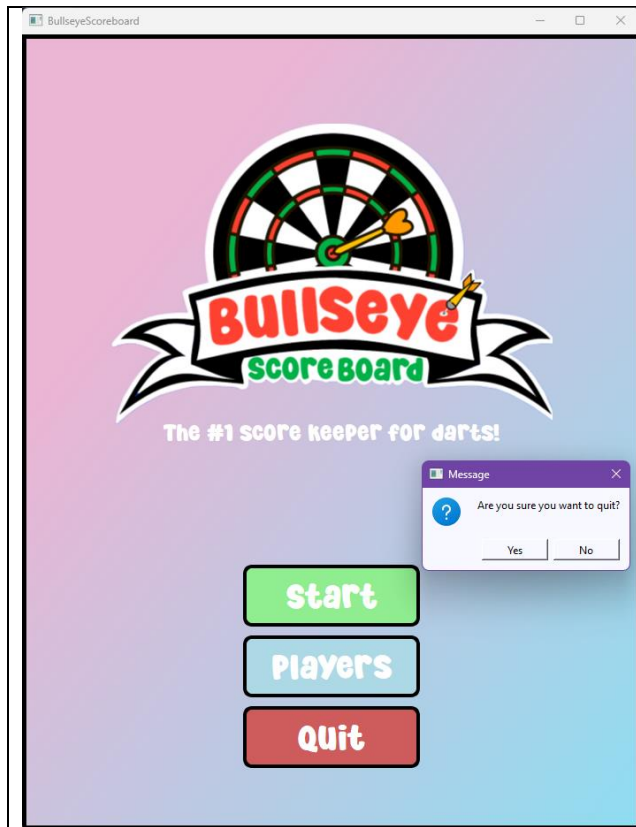 BullseyeScoreboard
Bullseye
ScoreBoard
The #1 score keeper for darts!
Message
Are you sure you want to quit?
Yes No
Start
Players
Quit